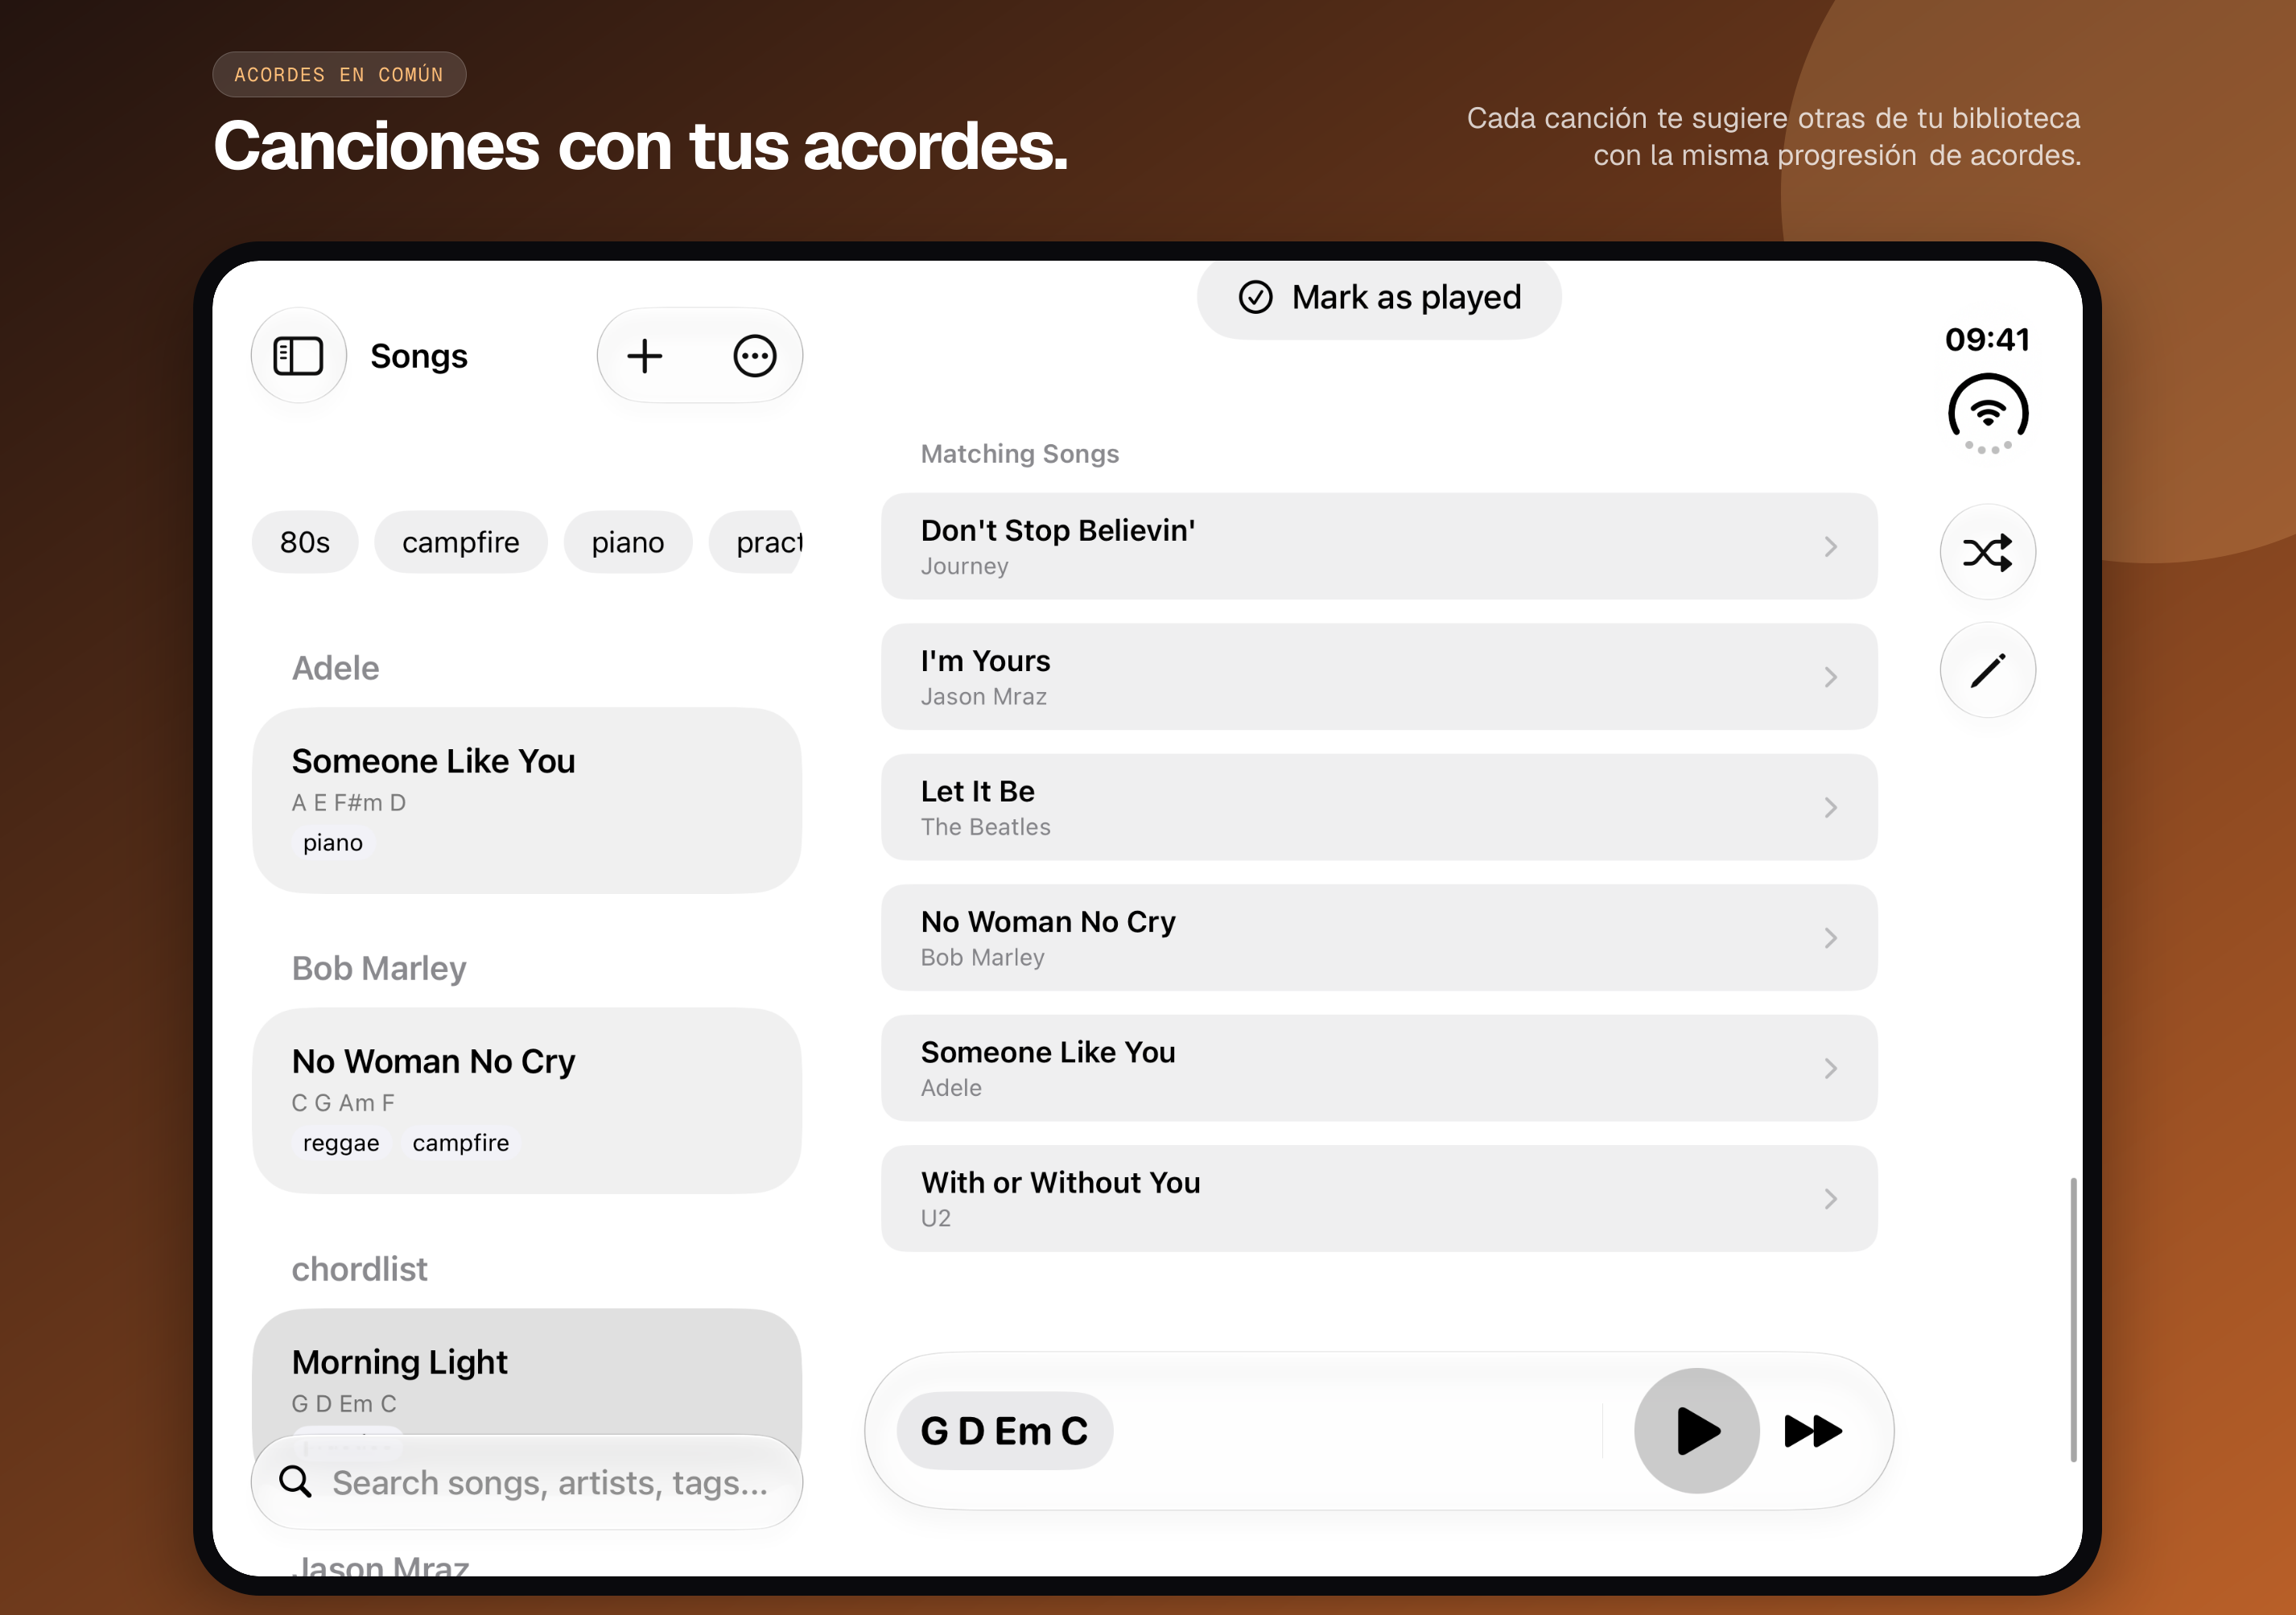 ACORDES EN COMÚN
Canciones con tus acordes.
Cada canción te sugiere otras de tu biblioteca
con la misma progresión de acordes.
Songs
80s
campfire
piano
pract
Adele
Someone Like You
A E F#m D
piano
Bob Marley
No Woman No Cry
C G Am F
reggae
campfire
chordlist
Morning Light
G D Em C
Search songs, artists, tags...
Jason Mraz
Mark as played
Matching Songs
Don't Stop Believin'
Journey
I'm Yours
Jason Mraz
Let It Be
The Beatles
No Woman No Cry
Bob Marley
Someone Like You
Adele
With or Without You
U2
G D Em C
09:41